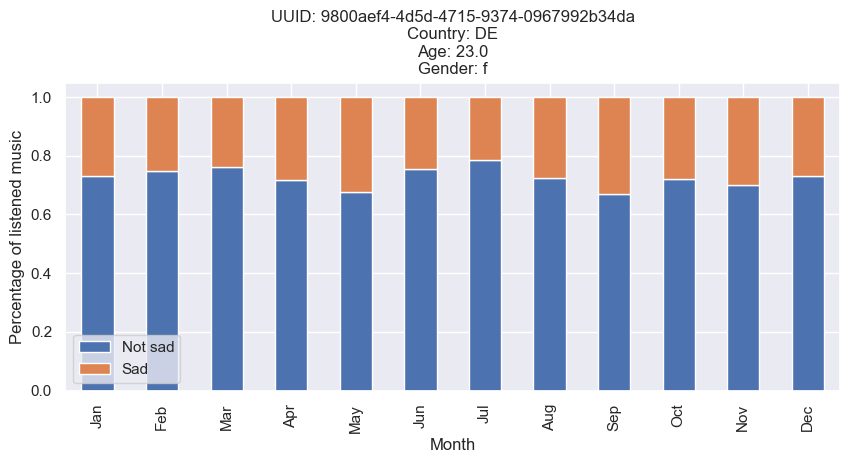 UUID: 9800aef4-4d5d-4715-9374-0967992b34da
Country: DE
Age: 23.0
Gender: f
Percentage of listened music
1.0
0.8
0.6
0.4
0.2
0.0
Not sad
Sad
Jan
Feb
Mar
Apr
May
Jun
Jul
Aug
Sep
Oct
Nov
Dec
Month